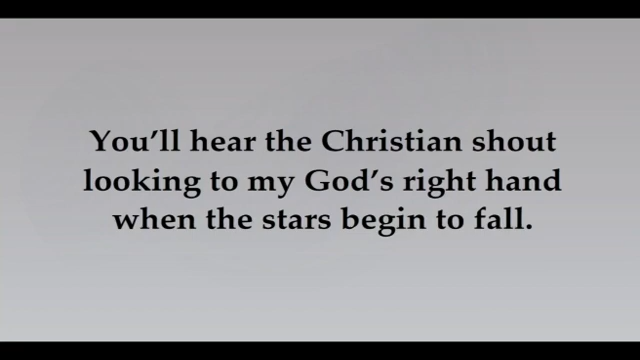 You’ll hear the Christian shout
looking to my God’s right hand
when the stars begin to fall.